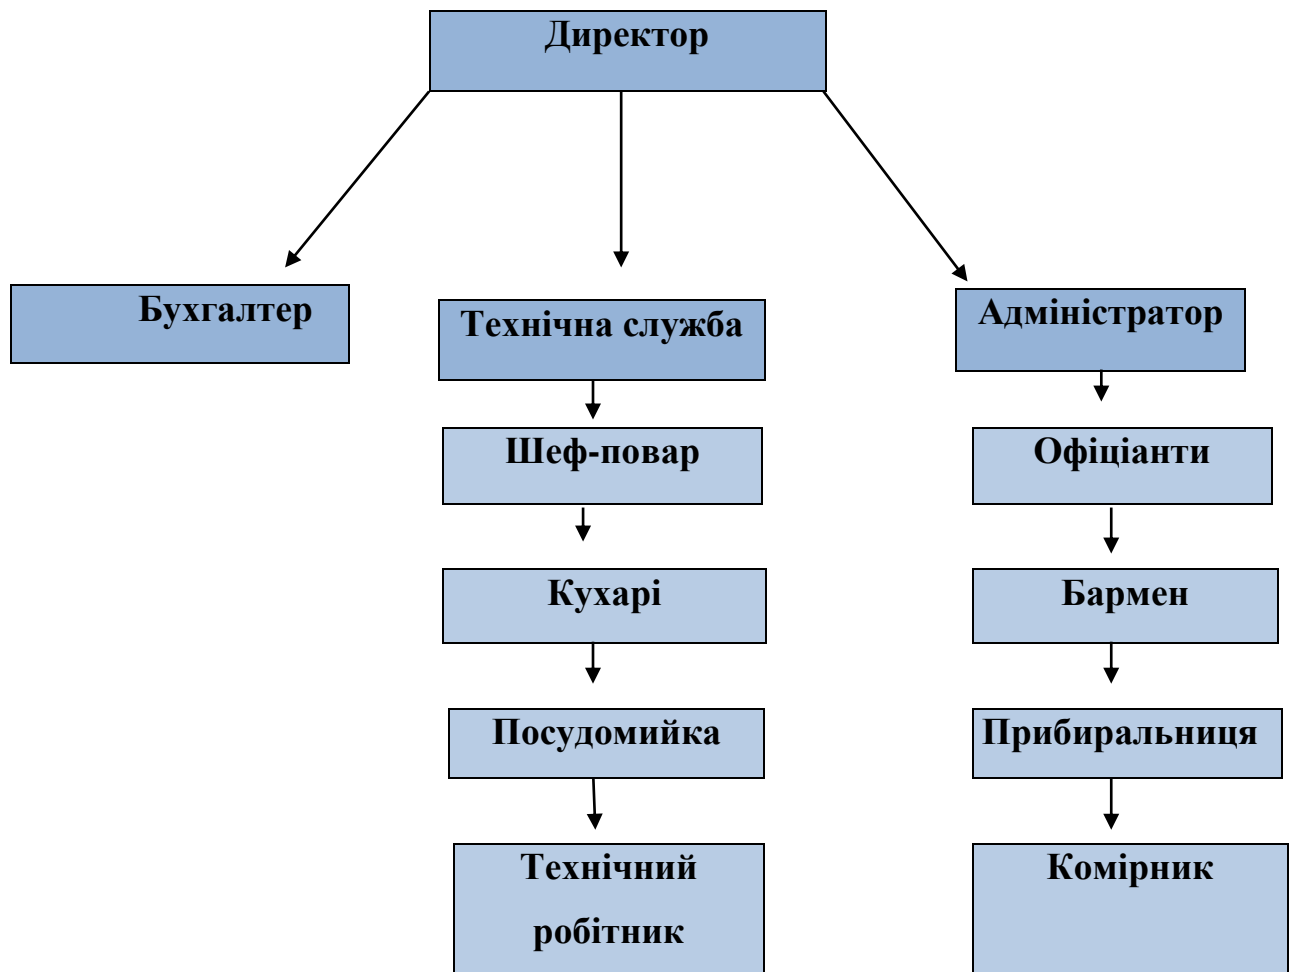 Директор
Бухгалтер
Технічна служба
Адміністратор
Шеф-повар
Офіціанти
Кухарі
Бармен
Посудомийка
Прибиральниця
Технічний
робітник
Комірник